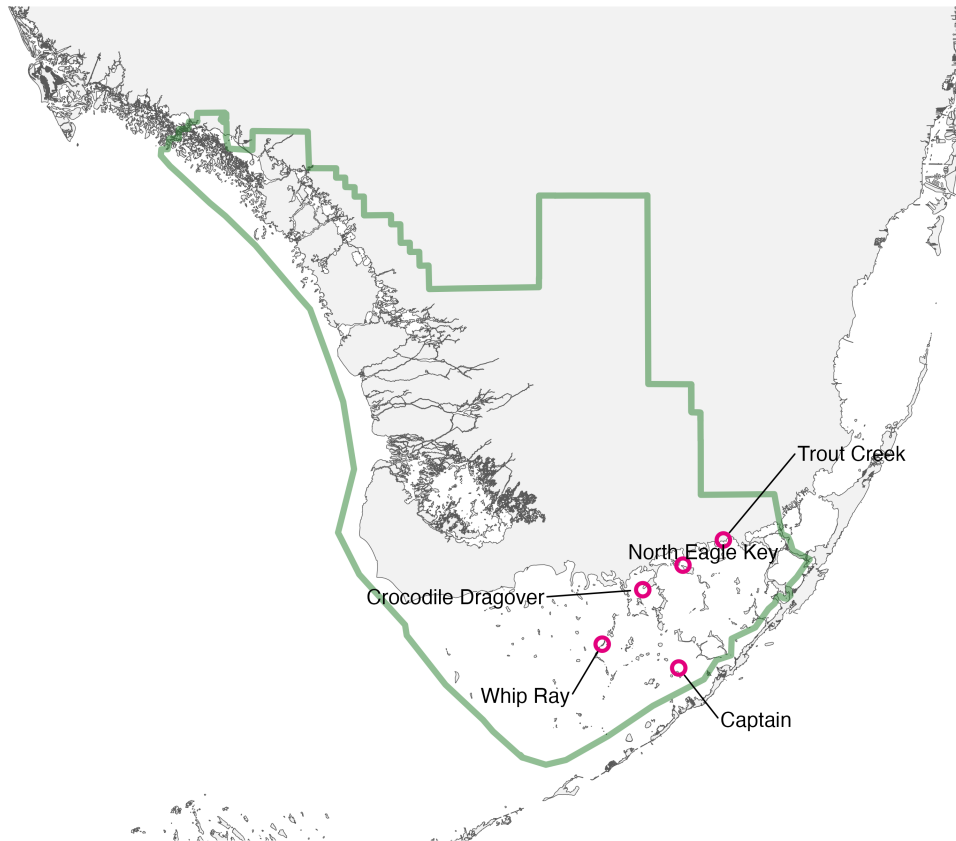 Trout Creek
North Eagle Key
Crocodile Dragover
Whip Ray
Captain